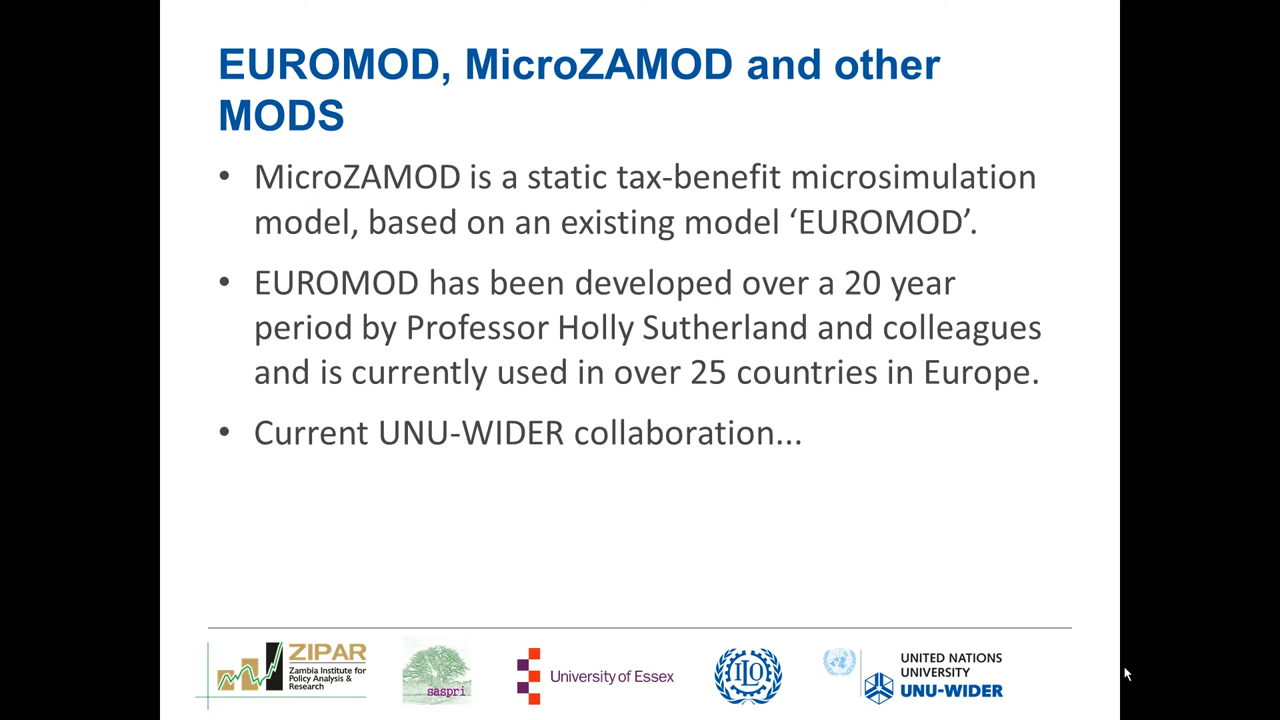 EUROMOD, MicroZAMOD and other
MODS
• MicroZAMOD is a static tax-benefit microsimulation
model, based on an existing model ‘EUROMOD’.
• EUROMOD has been developed over a 20 year
period by Professor Holly Sutherland and colleagues
and is currently used in over 25 countries in Europe.
• Current UNU-WIDER collaboration...
ZIPAR
Zambia Institute for
Policy Analysis &
Research
saspri
University of Essex
ILO
UNITED NATIONS
UNIVERSITY
UNU-WIDER